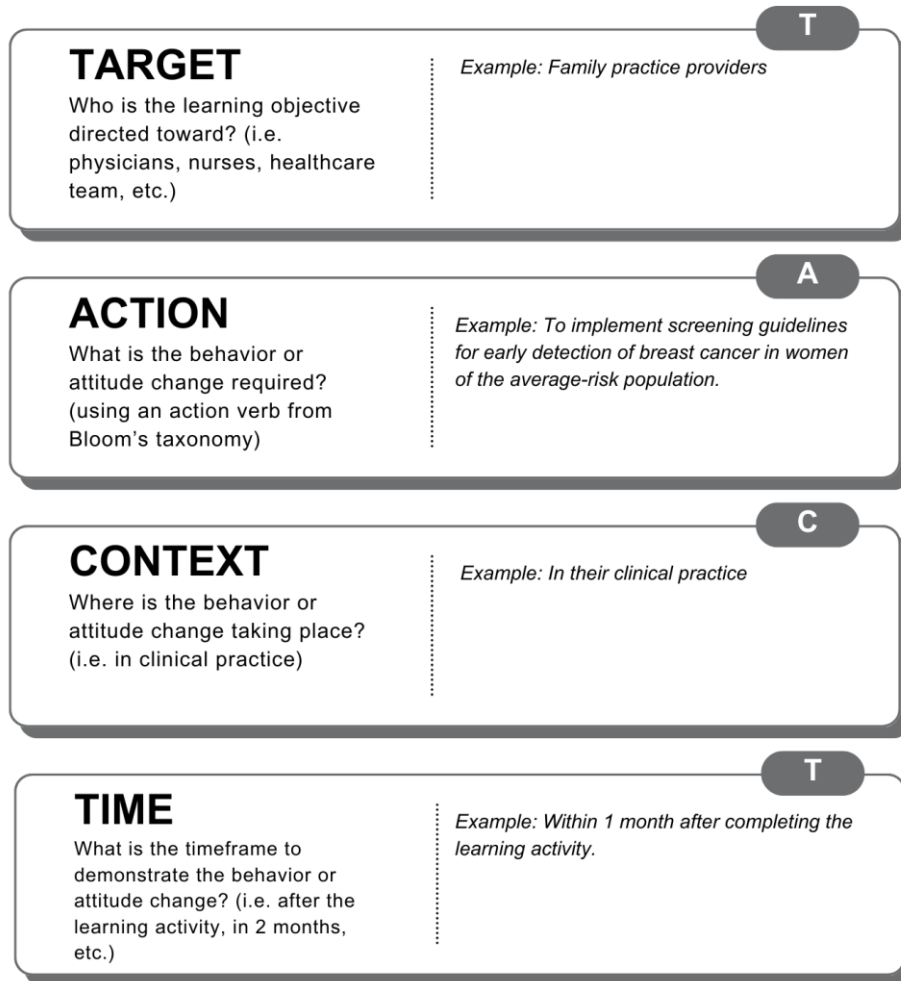 T
TARGET
Who is the learning objective
directed toward? (i.e.
physicians, nurses, healthcare
team, etc.)
Example: Family practice providers
A
ACTION
What is the behavior or
attitude change required?
(using an action verb from
Bloom's taxonomy)
Example: To implement screening guidelines
for early detection of breast cancer in women
of the average-risk population.
C
CONTEXT
Where is the behavior or
attitude change taking place?
(i.e. in clinical practice)
Example: In their clinical practice
T
TIME
What is the timeframe to
demonstrate the behavior or
attitude change? (i.e. after the
learning activity, in 2 months,
etc.)
Example: Within 1 month after completing the
learning activity.